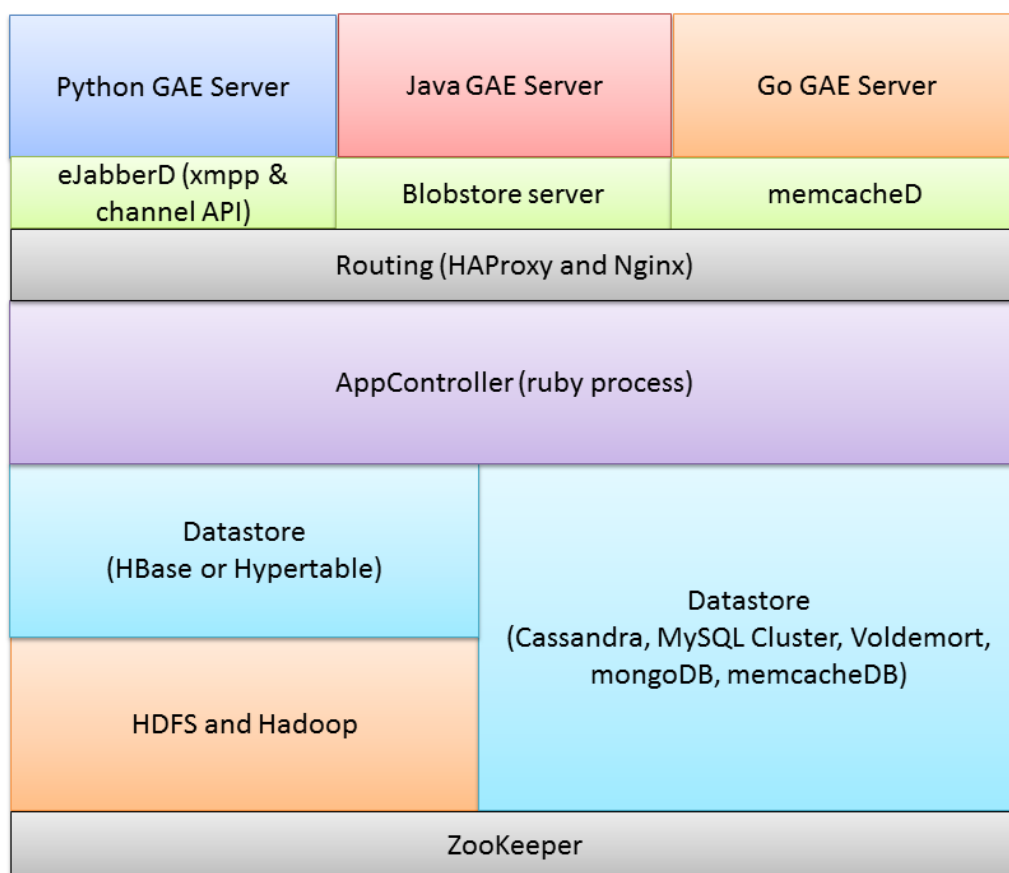 Python GAE Server
Java GAE Server
Go GAE Server
eJabberD (xmpp &
channel API)
Blobstore server
memcacheD
Routing (HAProxy and Nginx)
AppController (ruby process)
Datastore
(HBase or Hypertable)
Datastore
(Cassandra, MySQL Cluster, Voldemort,
mongoDB, memcacheDB)
HDFS and Hadoop
ZooKeeper